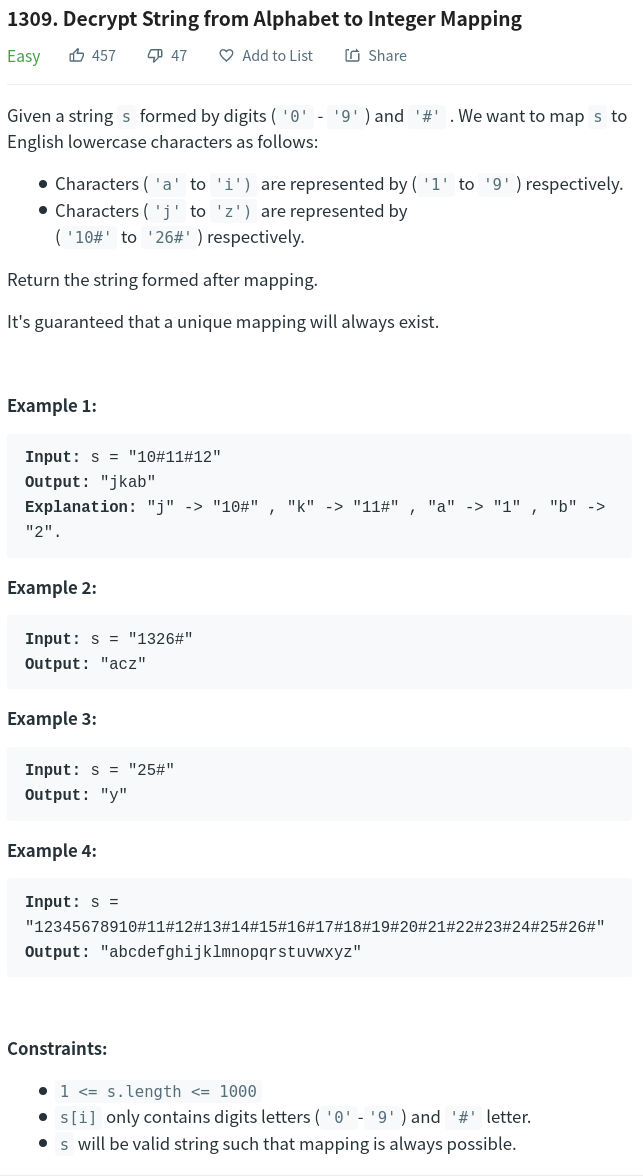 1309. Decrypt String from Alphabet to Integer Mapping
Easy 457 47 Add to List Share
Given a string s formed by digits ( '0' - '9' ) and '#' . We want to map s to
English lowercase characters as follows:
• Characters ( 'a' to 'i') are represented by ( '1' to '9' ) respectively.
• Characters ( 'j' to 'z') are represented by
( '10#' to '26#' ) respectively.
Return the string formed after mapping.
It's guaranteed that a unique mapping will always exist.
Example 1:
Input: s = "10#11#12"
Output: "jkab"
Explanation: "j" -> "10#" , "k" -> "11#" , "a" -> "1" , "b" ->
"2".
Example 2:
Input: s = "1326#"
Output: "acz"
Example 3:
Input: s = "25#"
Output: "y"
Example 4:
Input: s =
"12345678910#11#12#13#14#15#16#17#18#19#20#21#22#23#24#25#26#"
Output: "abcdefghijklmnopqrstuvwxyz"
Constraints:
• 1 <= s.length <= 1000
• s[i] only contains digits letters ( '0' - '9' ) and '#' letter.
• s will be valid string such that mapping is always possible.